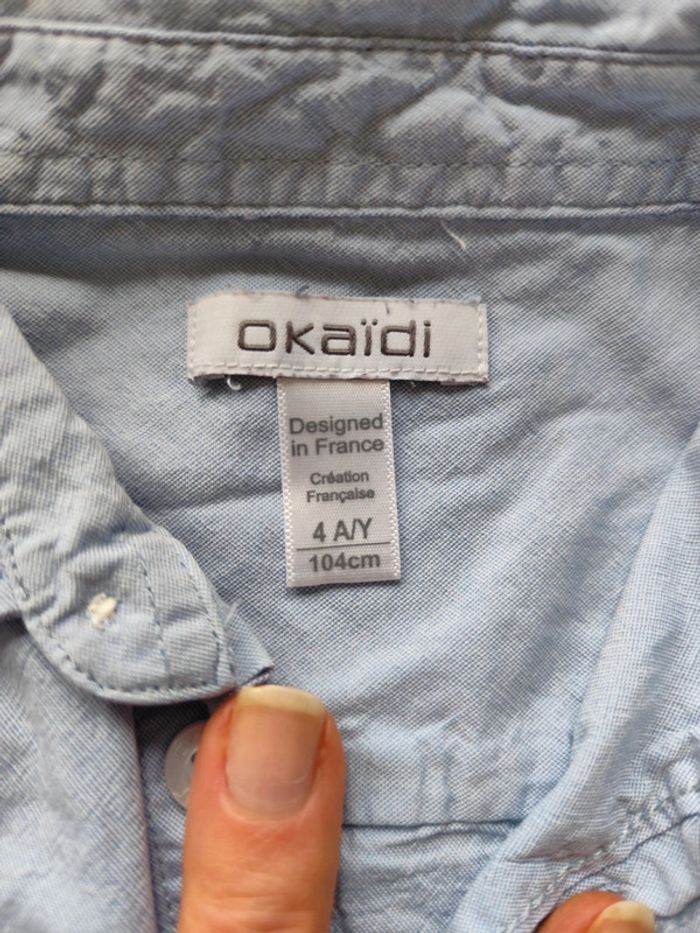 okaïdi
Designed
in France
Création
Française
4 A/Y
104cm